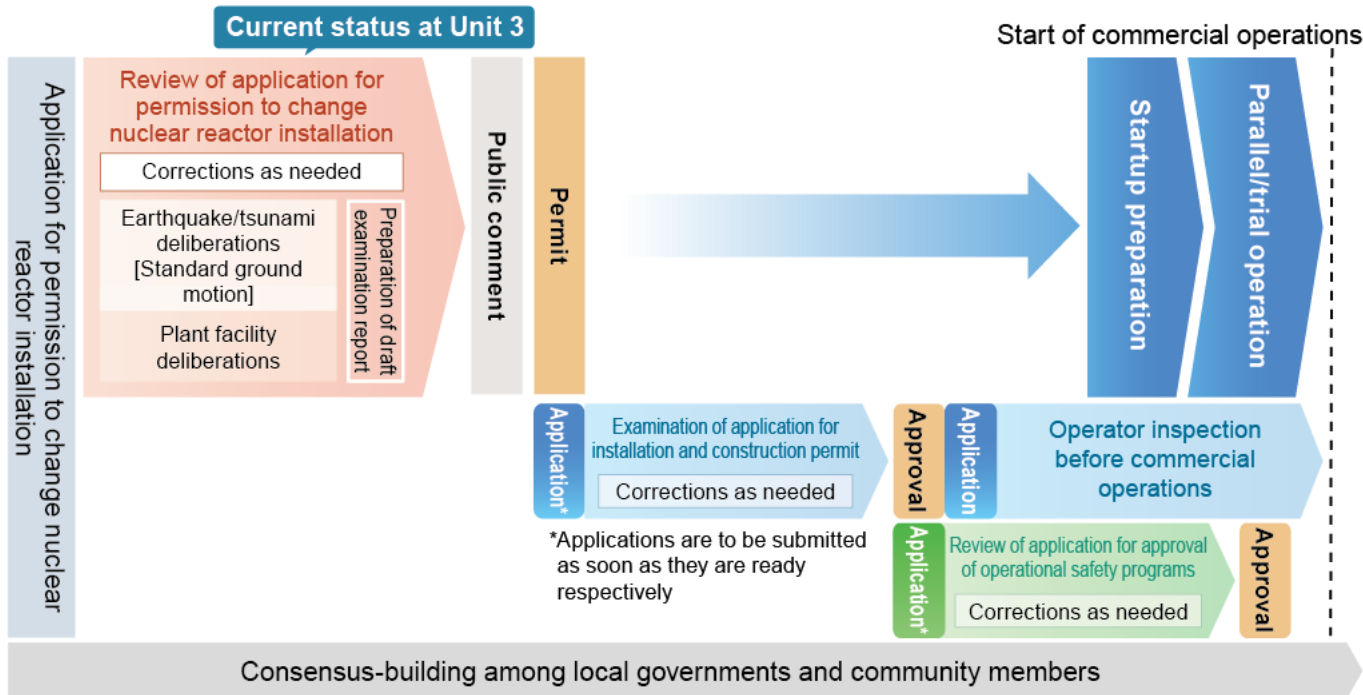 Current status at Unit 3
Start of commercial operations
Application for permission to change nuclear
reactor installation
Review of application for
permission to change
nuclear reactor installation
Corrections as needed
Earthquake/tsunami
deliberations
[Standard ground
motion]
Plant facility
deliberations
Preparation of draft
examination report
Public comment
Permit
Startup preparation
Parallel/trial operation
Application*
Examination of application for
installation and construction permit
Corrections as needed
Approval
Application
Operator inspection
before commercial
operations
*Applications are to be submitted
as soon as they are ready
respectively
Application*
Review of application for approval
of operational safety programs
Corrections as needed
Approval
Consensus-building among local governments and community members